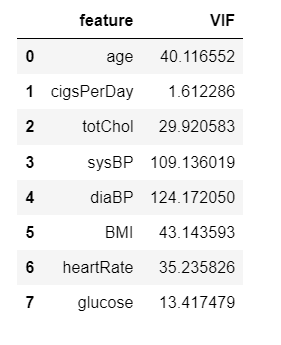 feature VIF
0 age 40.116552
1 cigsPerDay 1.612286
2 totChol 29.920583
3 sysBP 109.136019
4 diaBP 124.172050
5 BMI 43.143593
6 heartRate 35.235826
7 glucose 13.417479